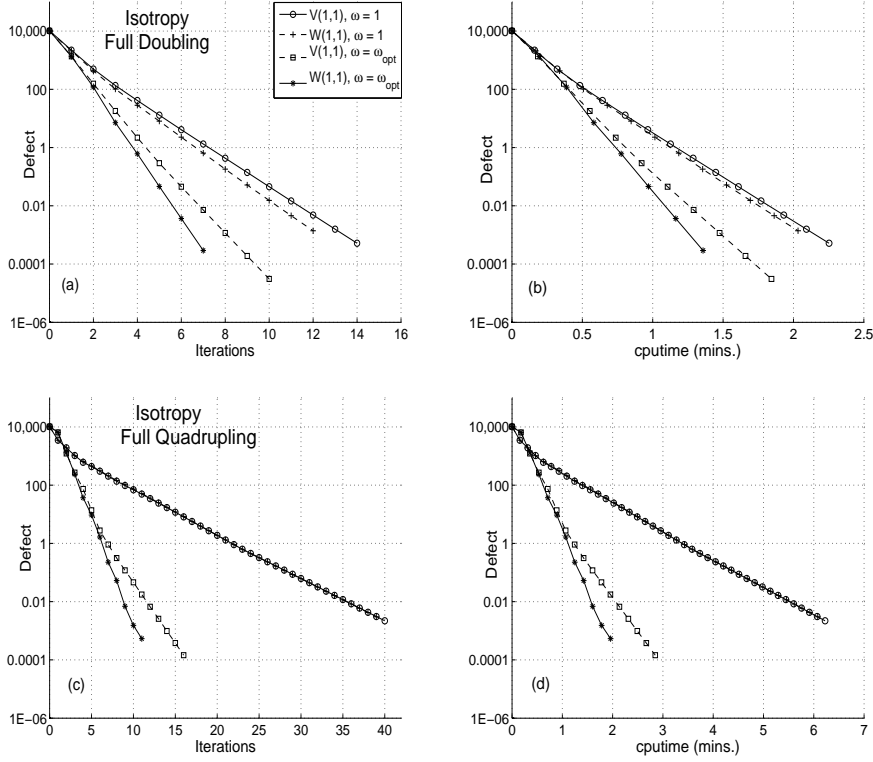 Isotropy
Full Doubling
V(1,1), ω = 1
W(1,1), ω = 1
V(1,1), ω = ω_opt
W(1,1), ω = ω_opt
10,000
100
1
0.01
0.0001
1E−06
Defect
(a)
0 2 4 6 8 10 12 14 16
Iterations
10,000
100
1
0.01
0.0001
1E−06
Defect
(b)
0 0.5 1 1.5 2 2.5
cputime (mins.)
Isotropy
Full Quadrupling
10,000
100
1
0.01
0.0001
1E−06
Defect
(c)
0 5 10 15 20 25 30 35 40
Iterations
10,000
100
1
0.01
0.0001
1E−06
Defect
(d)
0 1 2 3 4 5 6 7
cputime (mins.)